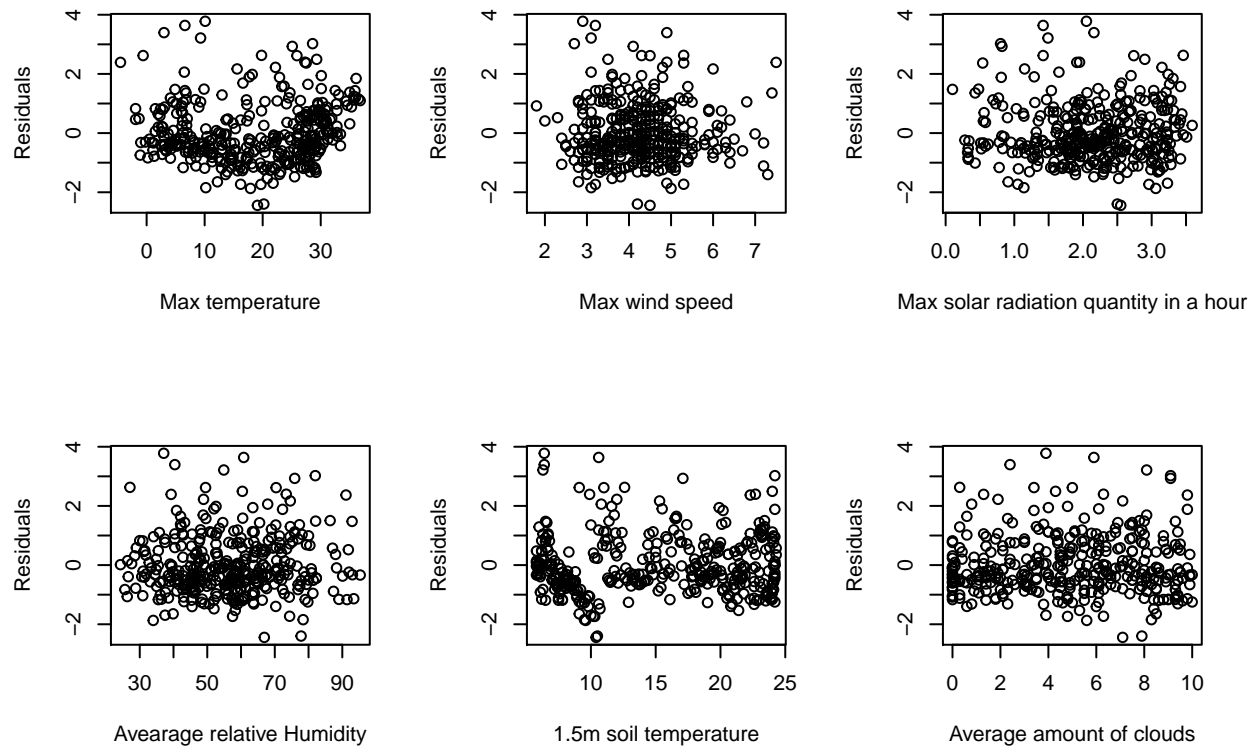 Residuals
4
2
0
−2
0 10 20 30
Max temperature
Residuals
4
2
0
−2
2 3 4 5 6 7
Max wind speed
Residuals
4
2
0
−2
0.0 1.0 2.0 3.0
Max solar radiation quantity in a hour
Residuals
4
2
0
−2
30 50 70 90
Avearage relative Humidity
Residuals
4
2
0
−2
10 15 20 25
1.5m soil temperature
Residuals
4
2
0
−2
0 2 4 6 8 10
Average amount of clouds